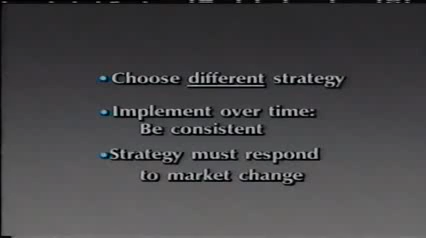 • Choose different strategy
• Implement over time:
Be consistent
• Strategy must respond
to market change